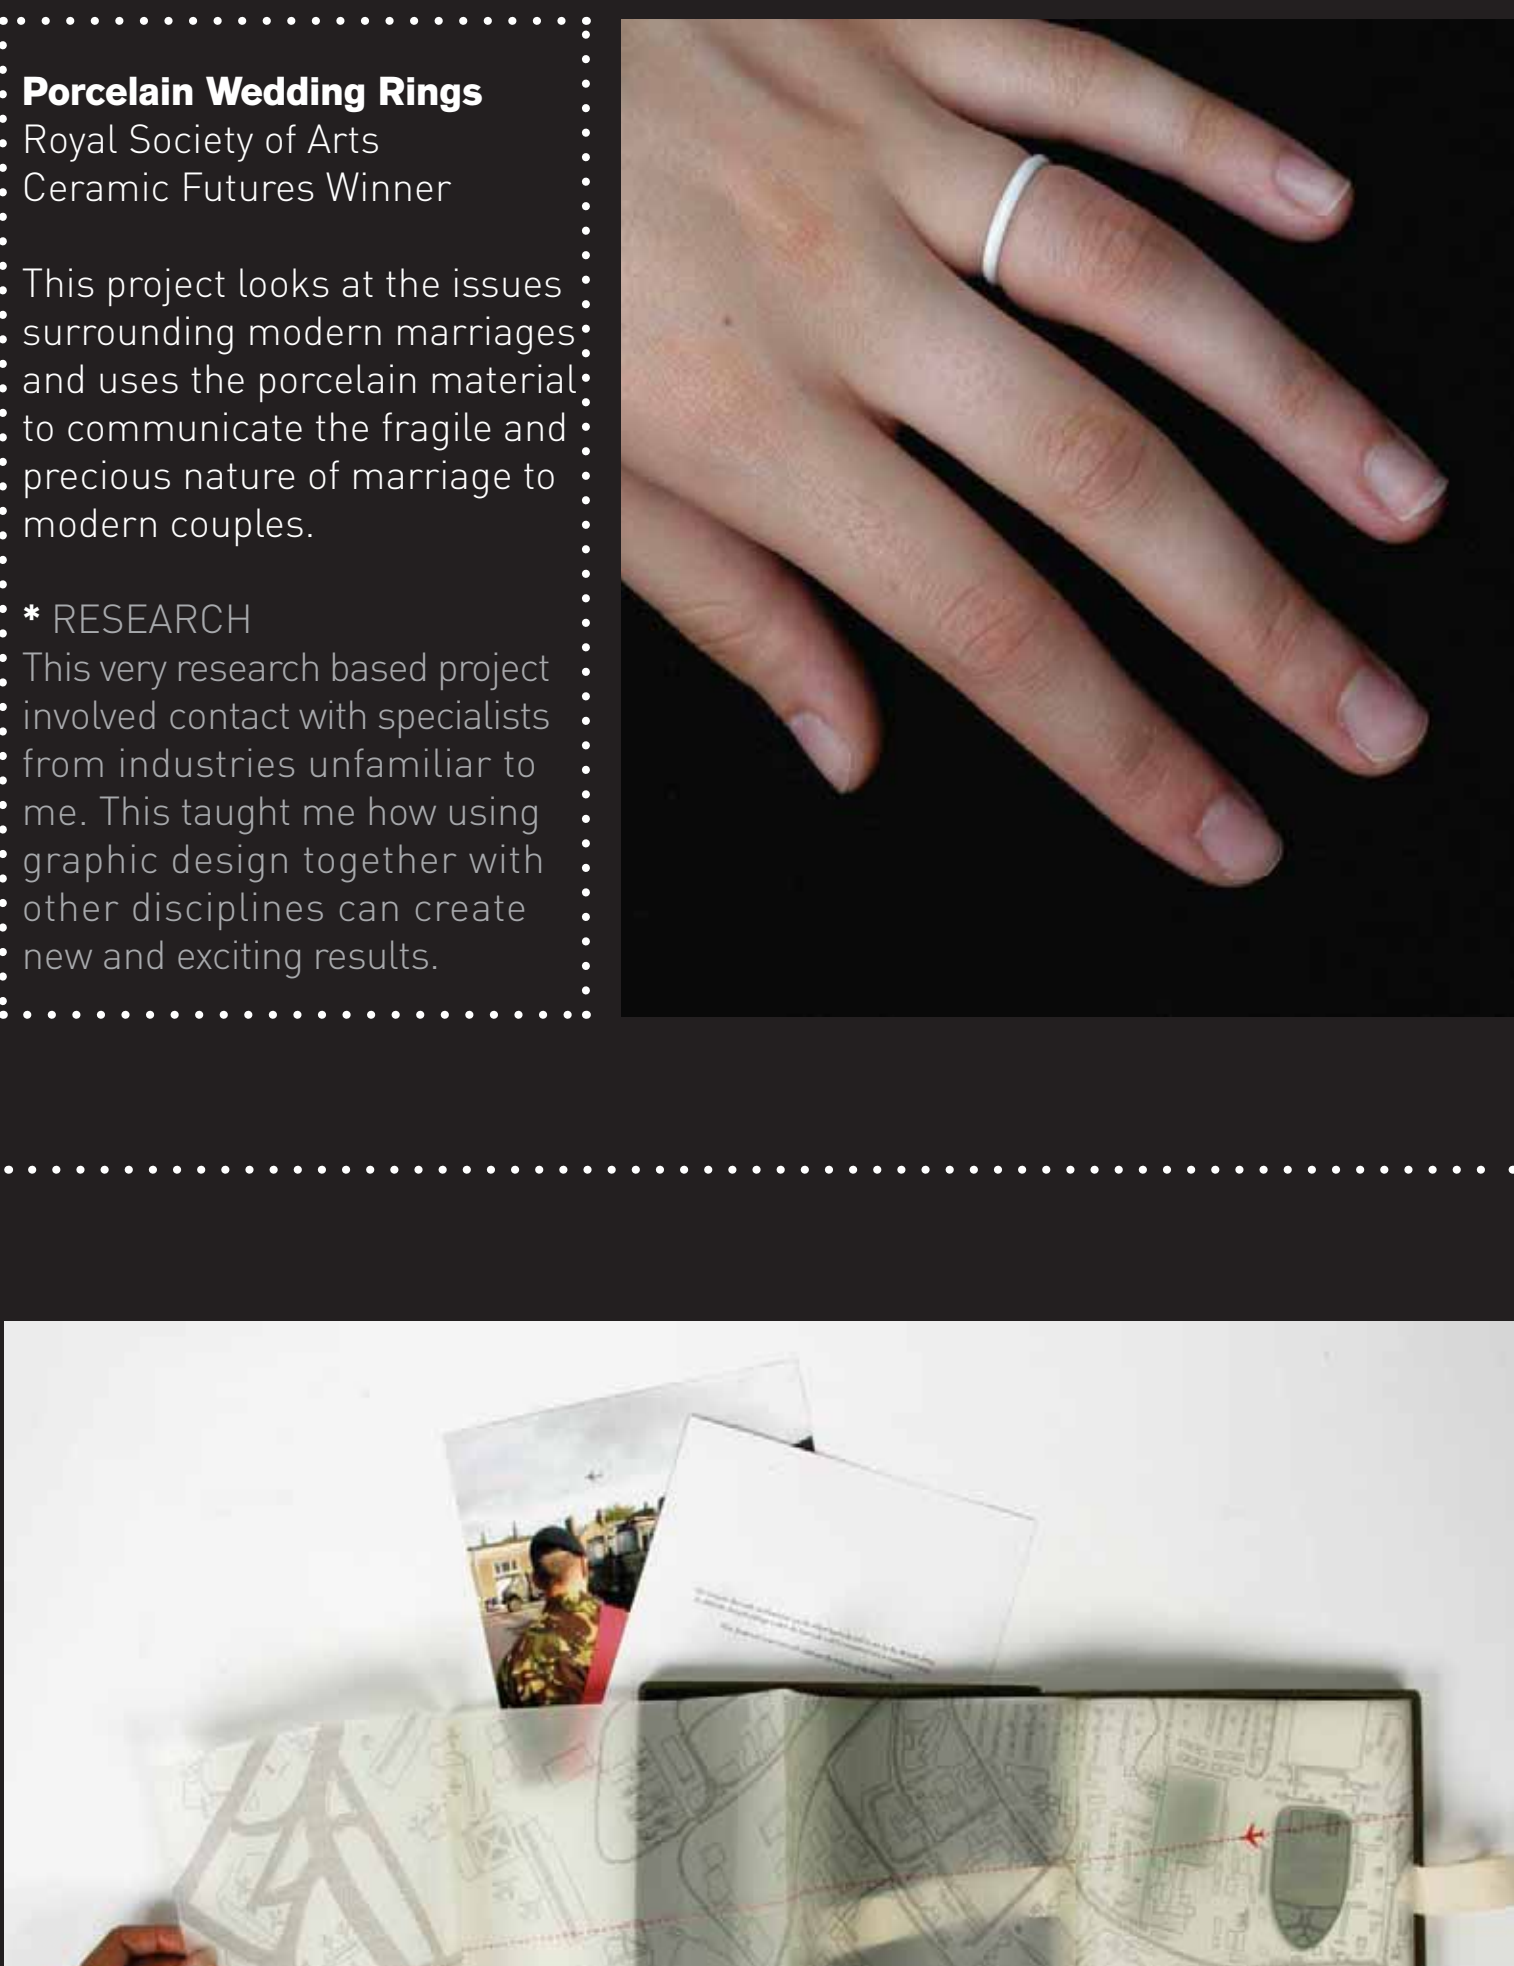 Porcelain Wedding Rings
Royal Society of Arts
Ceramic Futures Winner
This project looks at the issues
surrounding modern marriages
and uses the porcelain material
to communicate the fragile and
precious nature of marriage to
modern couples.
* RESEARCH
This very research based project
involved contact with specialists
from industries unfamiliar to
me. This taught me how using
graphic design together with
other disciplines can create
new and exciting results.